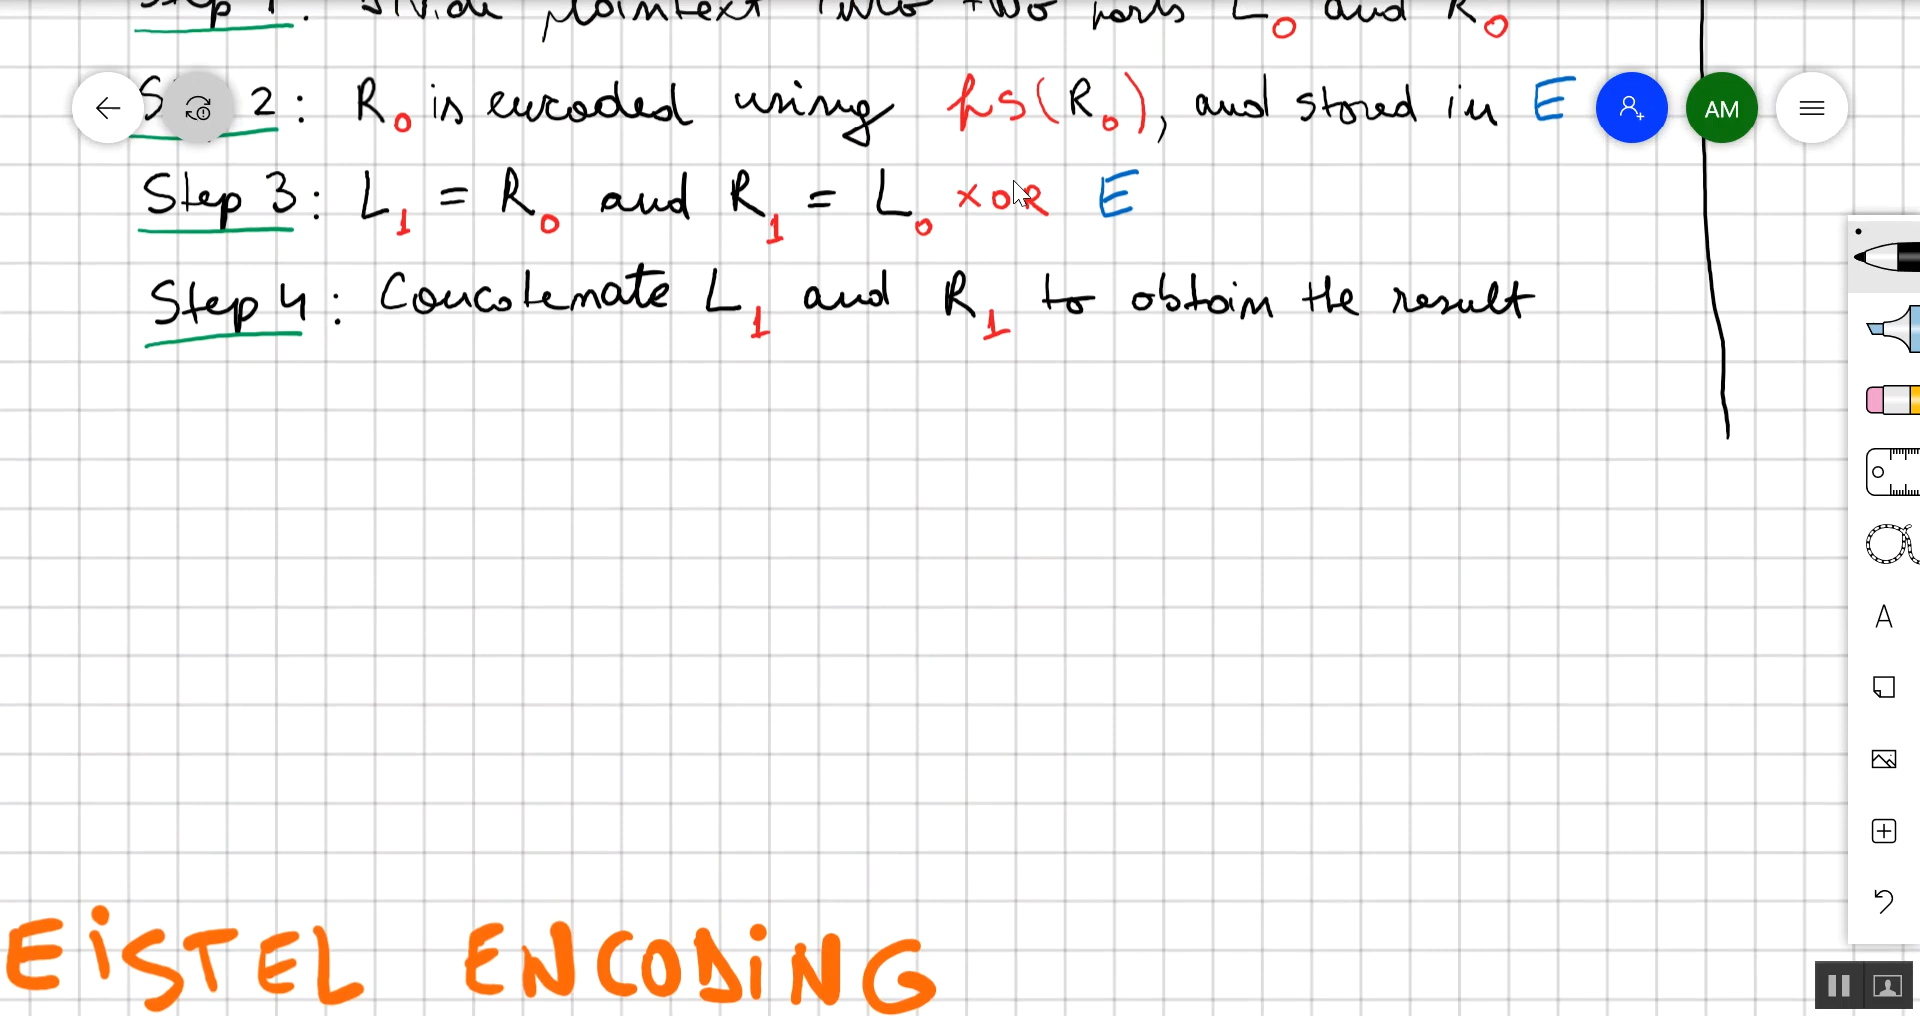 Step 1: Divide plaintext into two parts L0 and R0
S 2: R0 is encoded using hs(R0), and stored in E
AM
Step 3: L1 = R0 and R1 = L0 XOR E
Step 4: Concatenate L1 and R1 to obtain the result
A
EiSTEL ENCODiNG